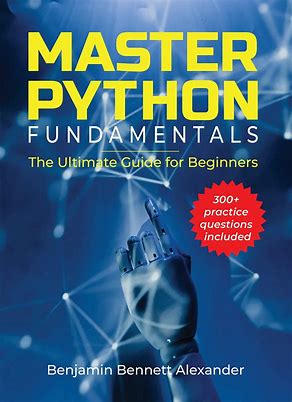 MASTER
PYTHON
FUNDAMENTALS
The Ultimate Guide for Beginners
300+
practice
questions
included
Benjamin Bennett Alexander